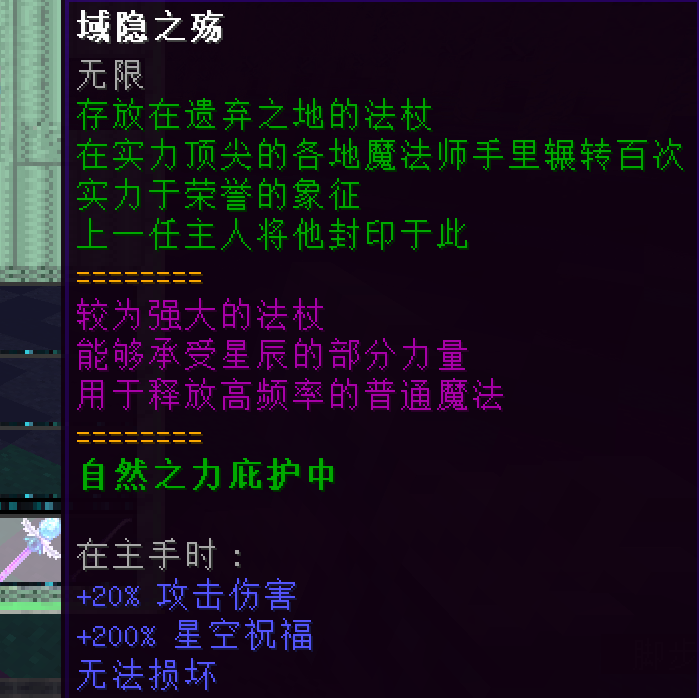 域隐之殇
无限
存放在遗弃之地的法杖
在实力顶尖的各地魔法师手里辗转百次
实力于荣誉的象征
上一任主人将他封印于此
========
较为强大的法杖
能够承受星辰的部分力量
用于释放高频率的普通魔法
========
自然之力庇护中
在主手时：
+20% 攻击伤害
+200% 星空祝福
无法损坏